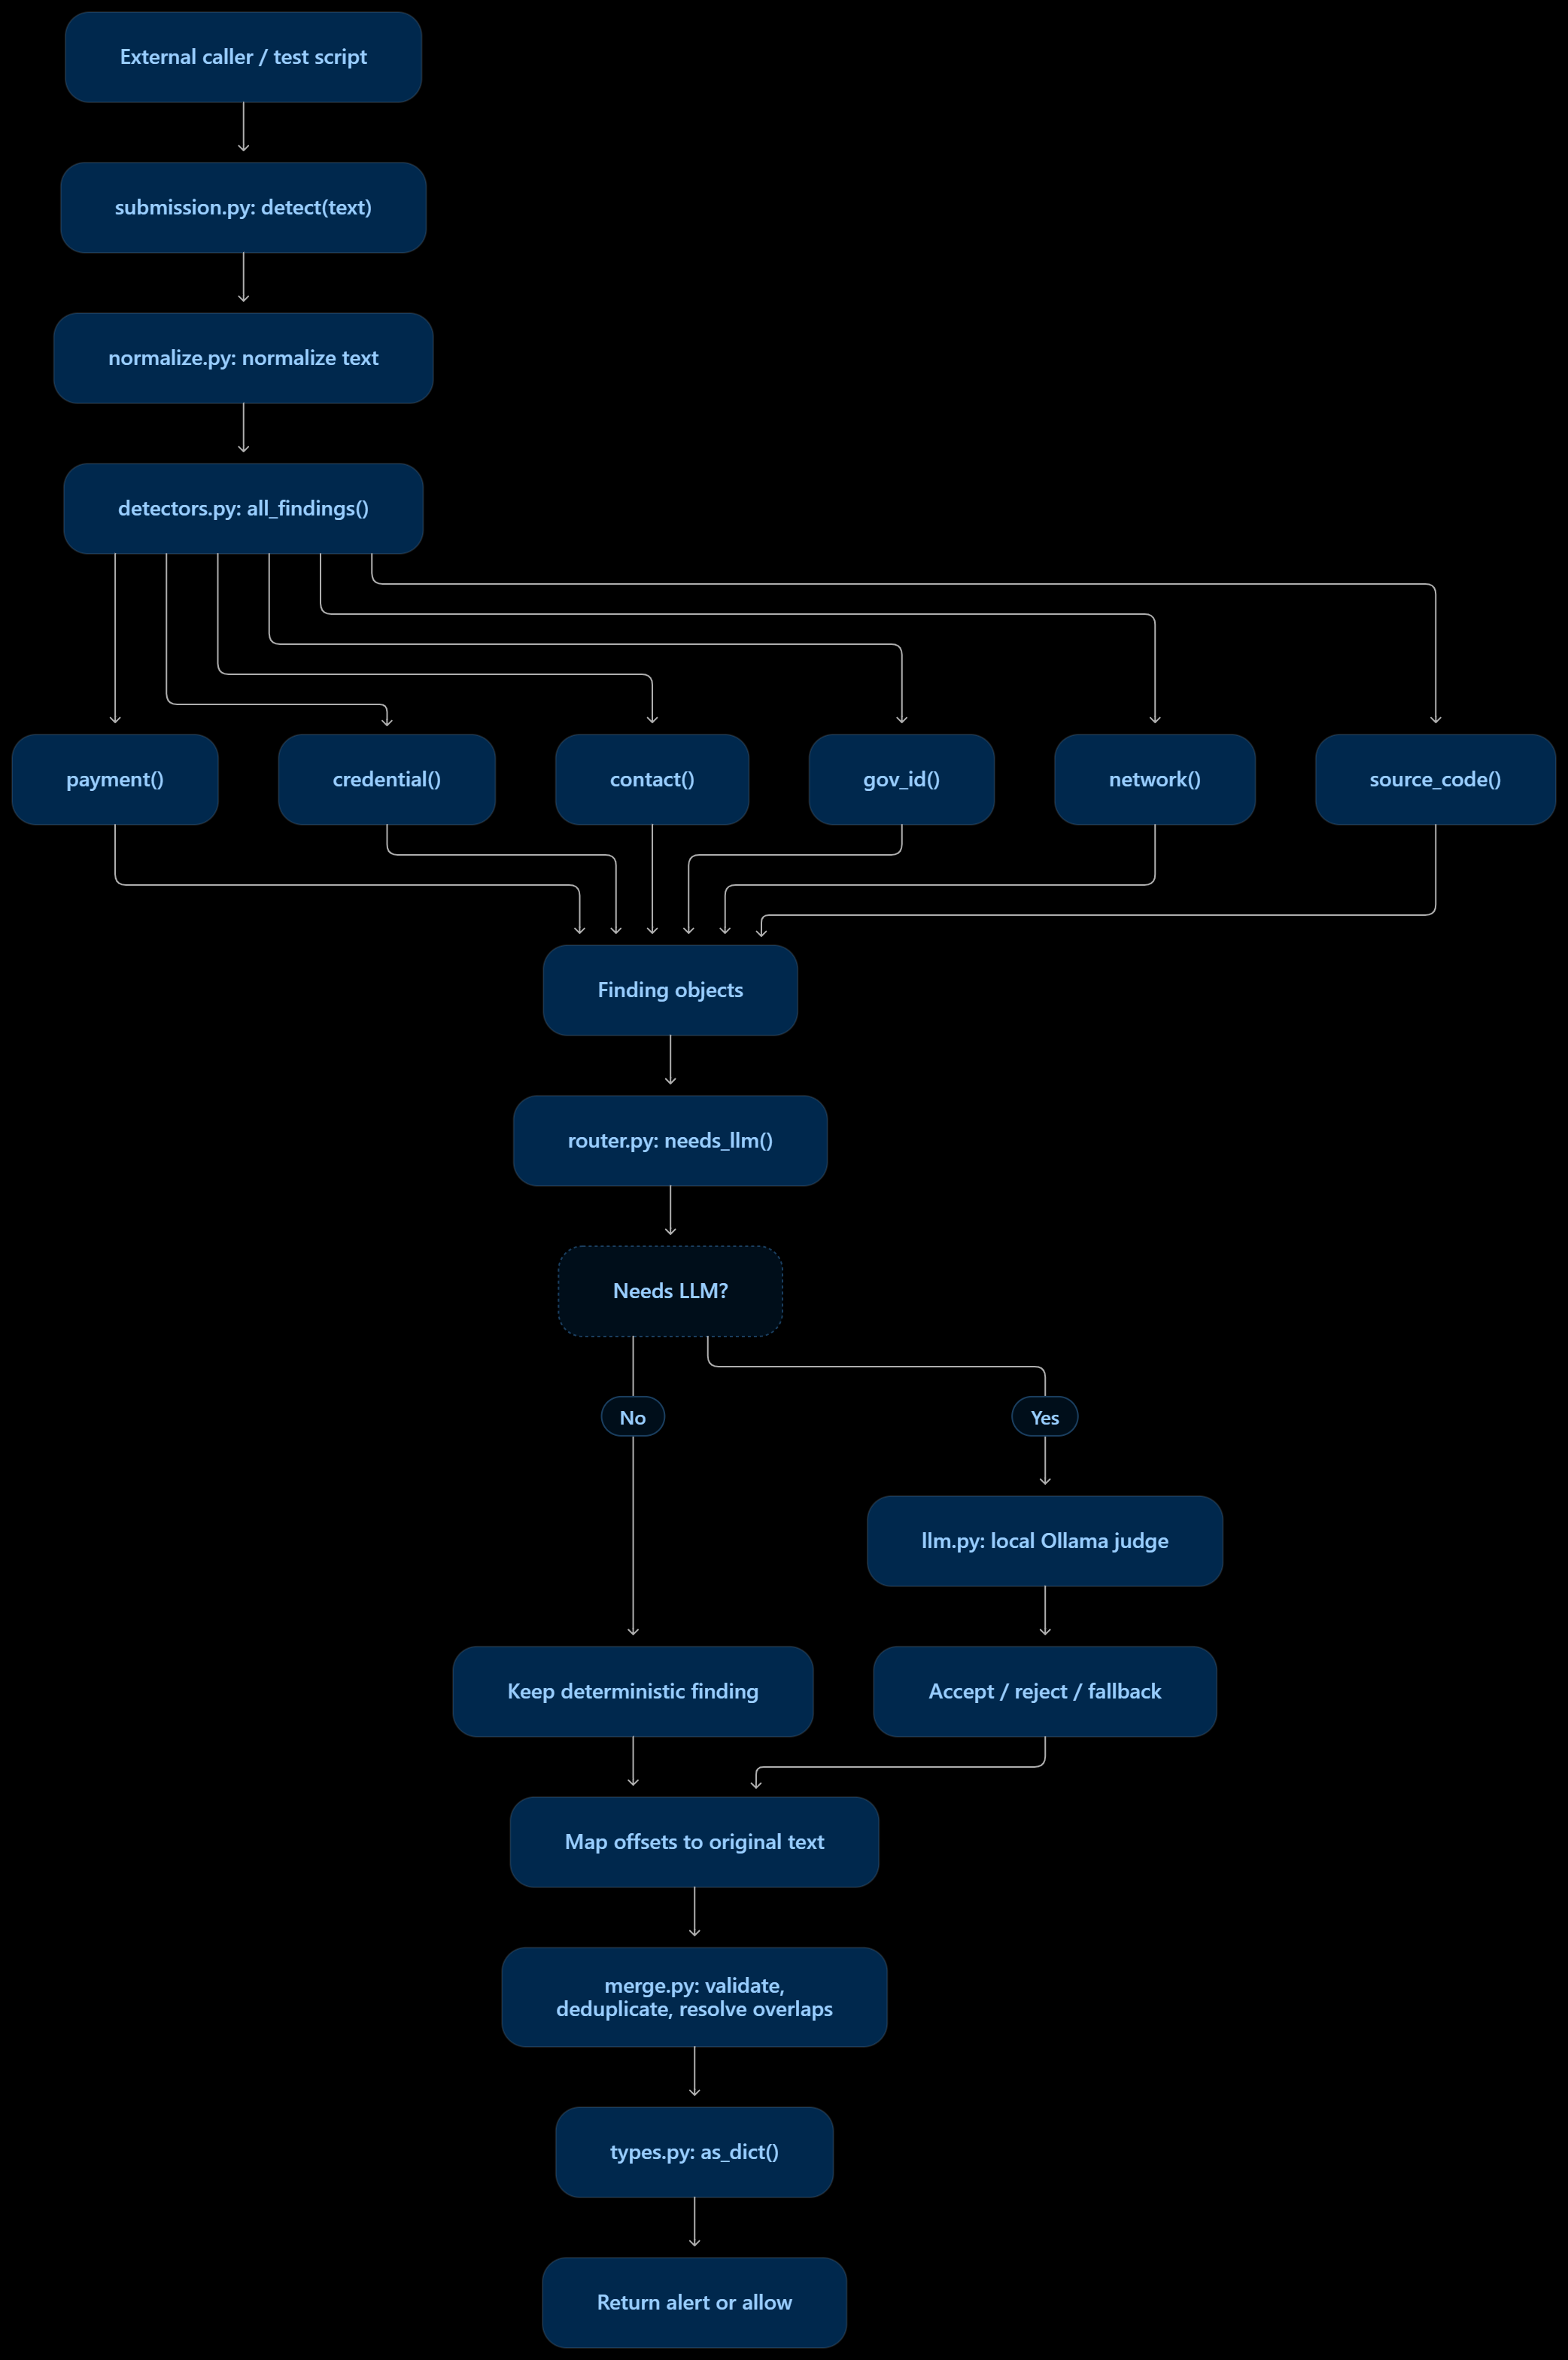 External caller / test script
submission.py: detect(text)
normalize.py: normalize text
detectors.py: all_findings()
payment()
credential()
contact()
gov_id()
network()
source_code()
Finding objects
router.py: needs_llm()
Needs LLM?
No
Yes
llm.py: local Ollama judge
Keep deterministic finding
Accept / reject / fallback
Map offsets to original text
merge.py: validate,
deduplicate, resolve overlaps
types.py: as_dict()
Return alert or allow